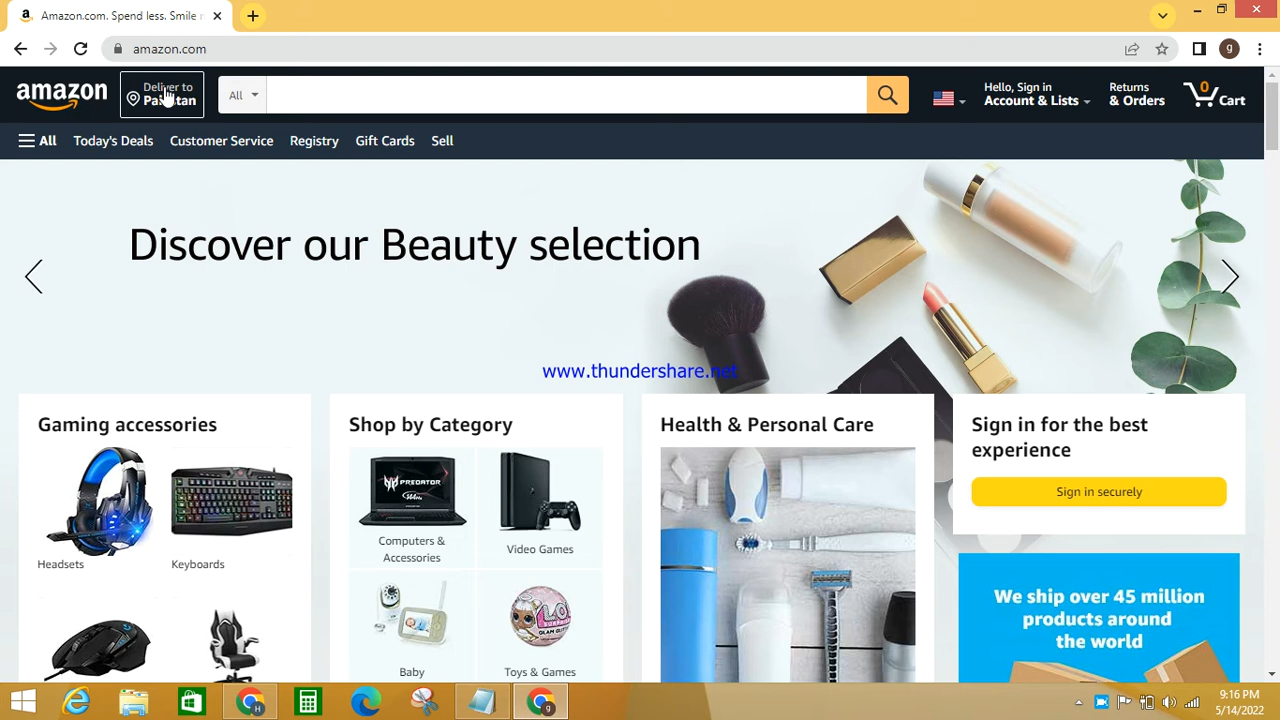 Amazon.com. Spend less. Smile
amazon.com
g
amazon
Deliver to
Pakistan
All
Hello, Sign in
Account & Lists
Returns
& Orders
0
Cart
All
Today's Deals
Customer Service
Registry
Gift Cards
Sell
Discover our Beauty selection
www.thundershare.net
Gaming accessories
Headsets
Keyboards
Shop by Category
PREDATOR
Computers &
Accessories
Video Games
Baby
Toys & Games
Health & Personal Care
Sign in for the best
experience
Sign in securely
We ship over 45 million
products around
the world
H
g
9:16 PM
5/14/2022